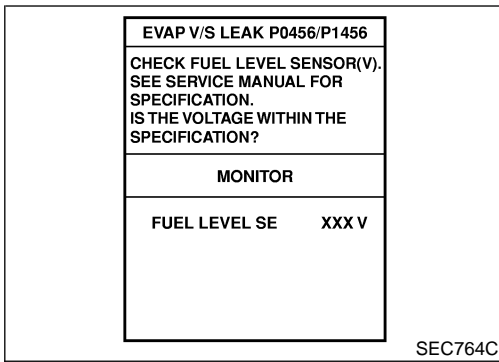 EVAP V/S LEAK P0456/P1456
CHECK FUEL LEVEL SENSOR(V).
SEE SERVICE MANUAL FOR
SPECIFICATION.
IS THE VOLTAGE WITHIN THE
SPECIFICATION?
MONITOR
FUEL LEVEL SE XXX V
SEC764C